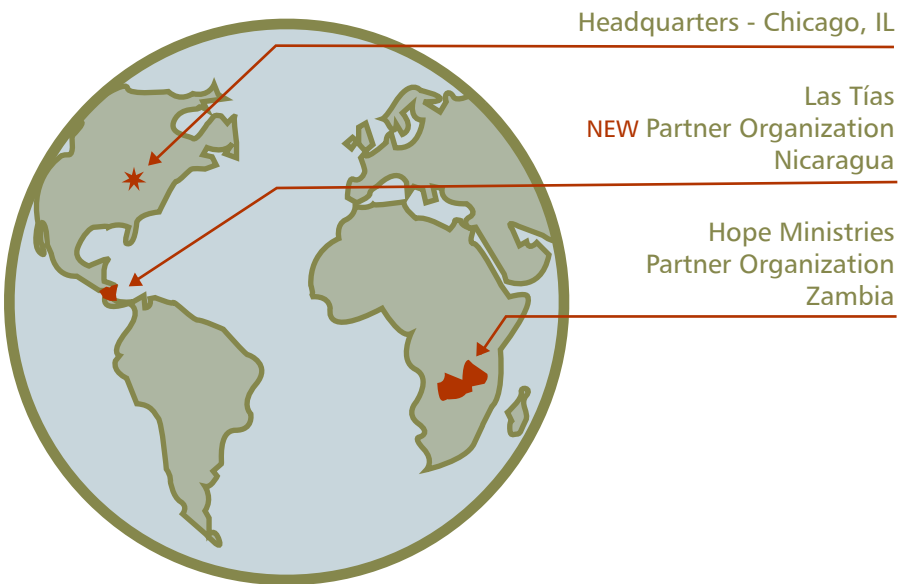 Headquarters - Chicago, IL
Las Tías
NEW Partner Organization
Nicaragua
Hope Ministries
Partner Organization
Zambia